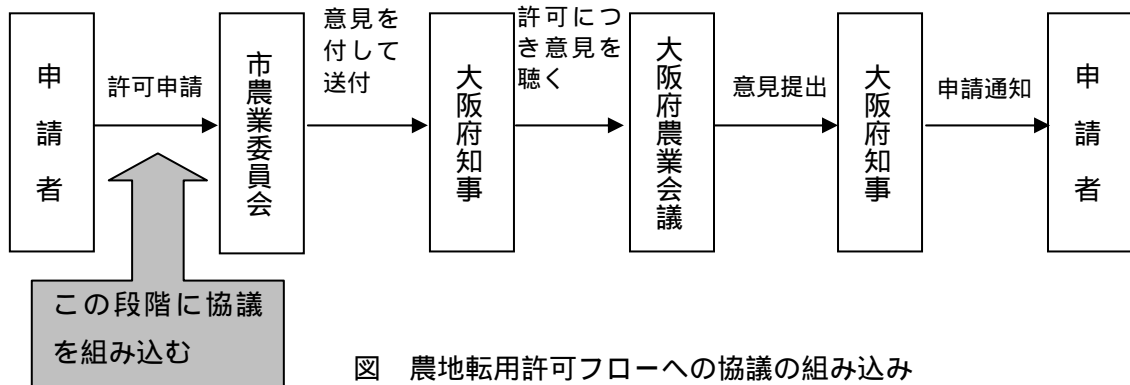 申請者
許可申請
市農業委員会
意見を
付して
送付
大阪府知事
許可につ
き意見を
聴く
大阪府農業会議
意見提出
大阪府知事
申請通知
申請者
この段階に協議
を組み込む
図　農地転用許可フローへの協議の組み込み